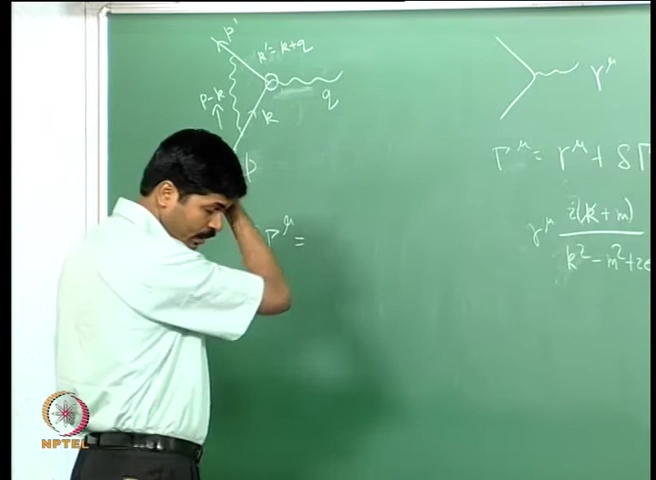 p'
k' = k+q
p-k
q
k
p
Γ^μ =
γ^μ
Γ^μ = γ^μ + δΓ
γ^μ i(k̸ + m) / k² - m² + iε
NPTEL